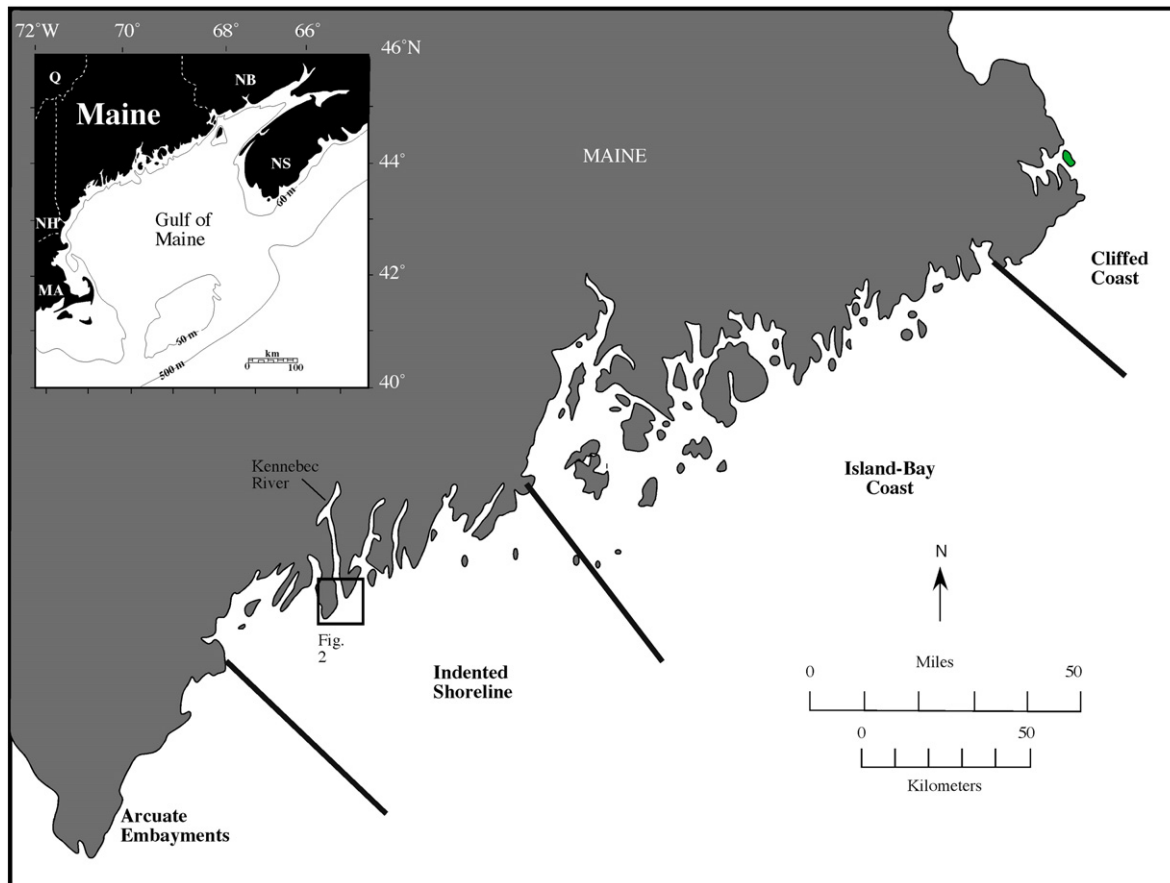 72°W
70°
68°
66°
46°N
Q
NB
Maine
44°
NS
60 m
NH
Gulf of
Maine
42°
MA
50 m
500 m
km
0 100
40°
MAINE
Cliffed
Coast
Kennebec
River
Island-Bay
Coast
N
Fig.
2
Indented
Shoreline
Miles
0 50
0 50
Kilometers
Arcuate
Embayments